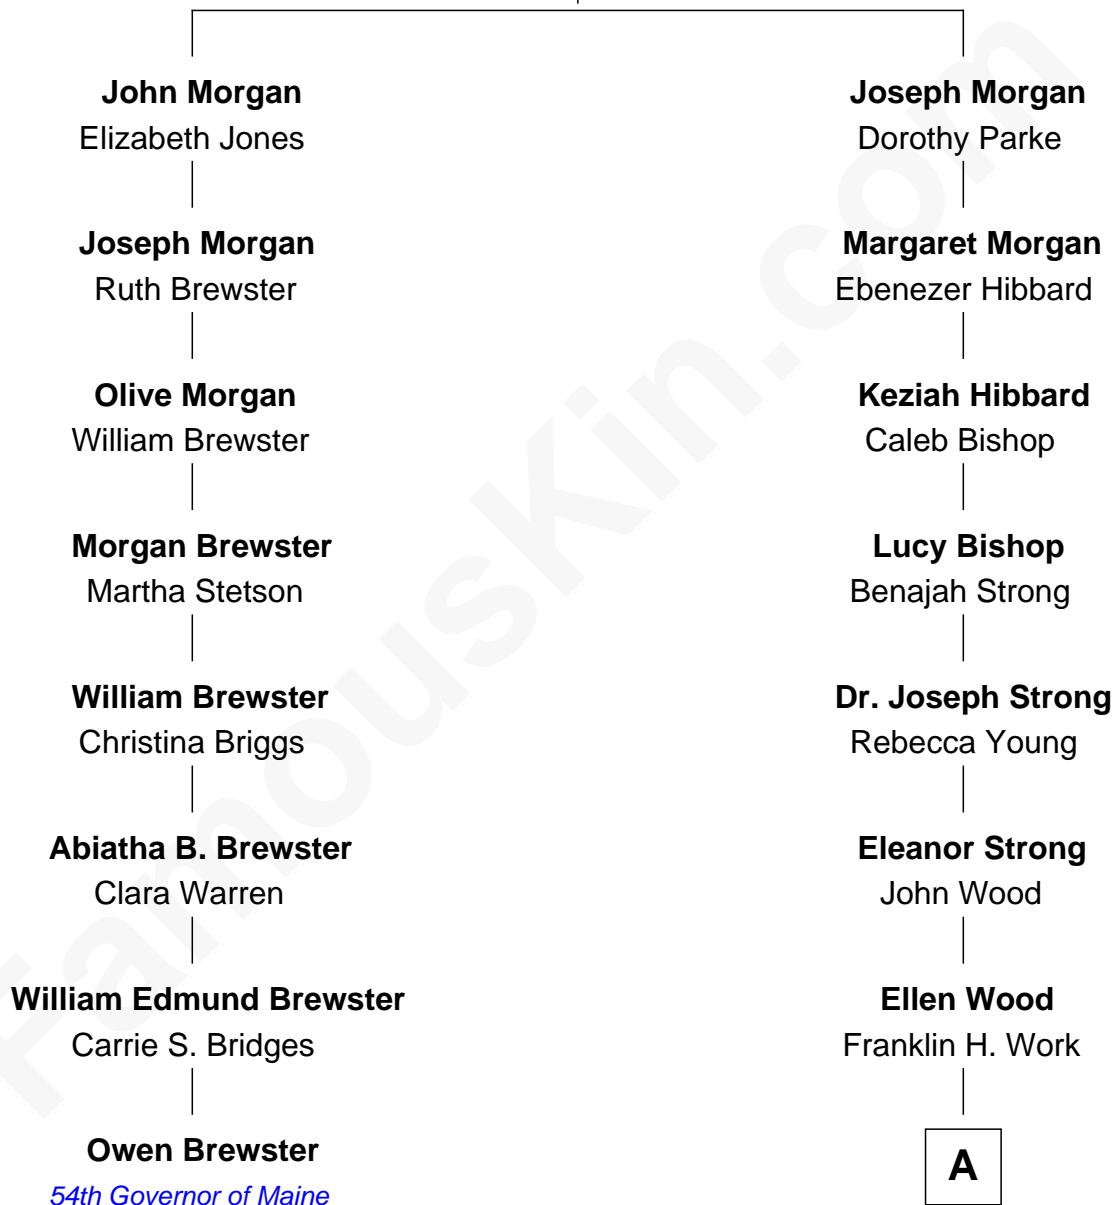 John Morgan
Elizabeth Jones
Joseph Morgan
Ruth Brewster
Olive Morgan
William Brewster
Morgan Brewster
Martha Stetson
William Brewster
Christina Briggs
Abiatha B. Brewster
Clara Warren
William Edmund Brewster
Carrie S. Bridges
Owen Brewster
54th Governor of Maine
Joseph Morgan
Dorothy Parke
Margaret Morgan
Ebenezer Hibbard
Keziah Hibbard
Caleb Bishop
Lucy Bishop
Benajah Strong
Dr. Joseph Strong
Rebecca Young
Eleanor Strong
John Wood
Ellen Wood
Franklin H. Work
A
FamousKin.com